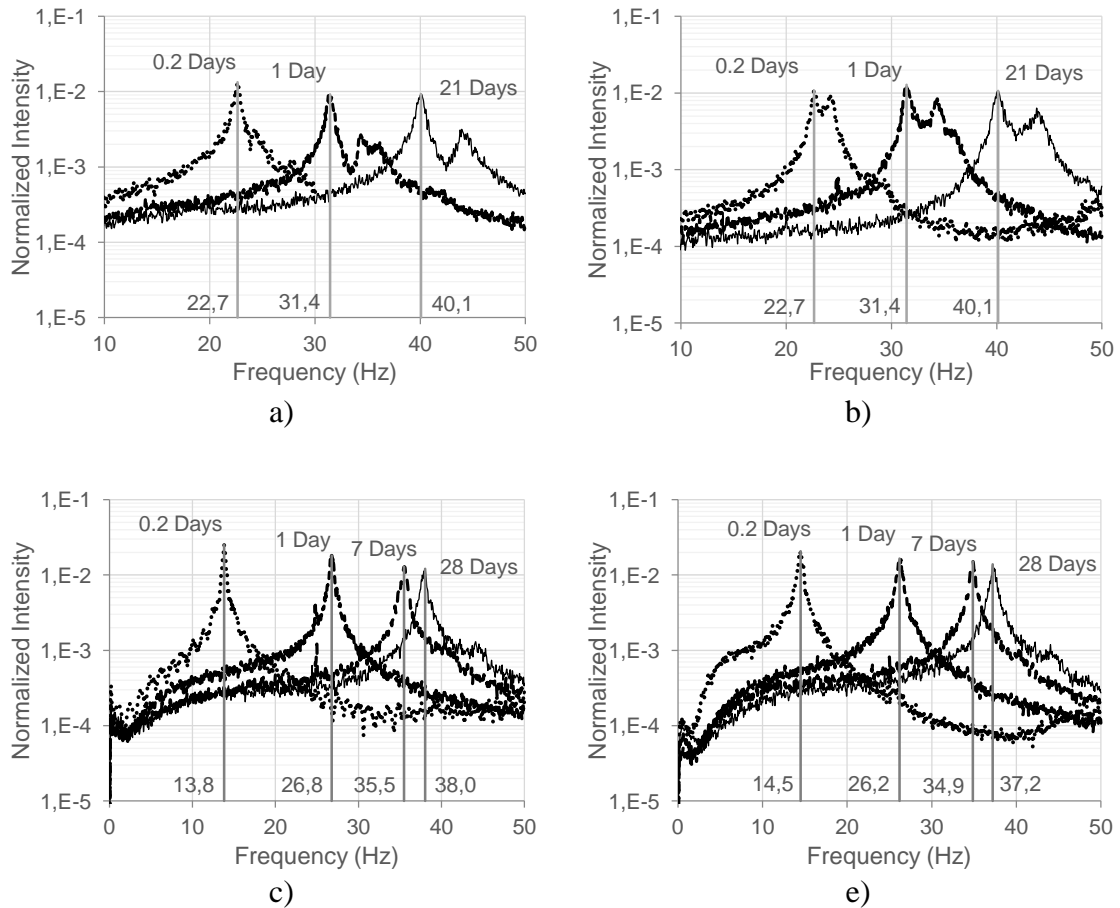 1,E-1
1,E-2
1,E-3
1,E-4
1,E-5
Normalized Intensity
0.2 Days
1 Day
21 Days
22,7
31,4
40,1
10 20 30 40 50
Frequency (Hz)
a)
1,E-1
1,E-2
1,E-3
1,E-4
1,E-5
Normalized Intensity
0.2 Days
1 Day
21 Days
22,7
31,4
40,1
10 20 30 40 50
Frequency (Hz)
b)
1,E-1
1,E-2
1,E-3
1,E-4
1,E-5
Normalized Intensity
0.2 Days
1 Day
7 Days
28 Days
13,8
26,8
35,5
38,0
0 10 20 30 40 50
Frequency (Hz)
c)
1,E-1
1,E-2
1,E-3
1,E-4
1,E-5
Normalized Intensity
0.2 Days
1 Day
7 Days
28 Days
14,5
26,2
34,9
37,2
0 10 20 30 40 50
Frequency (Hz)
e)